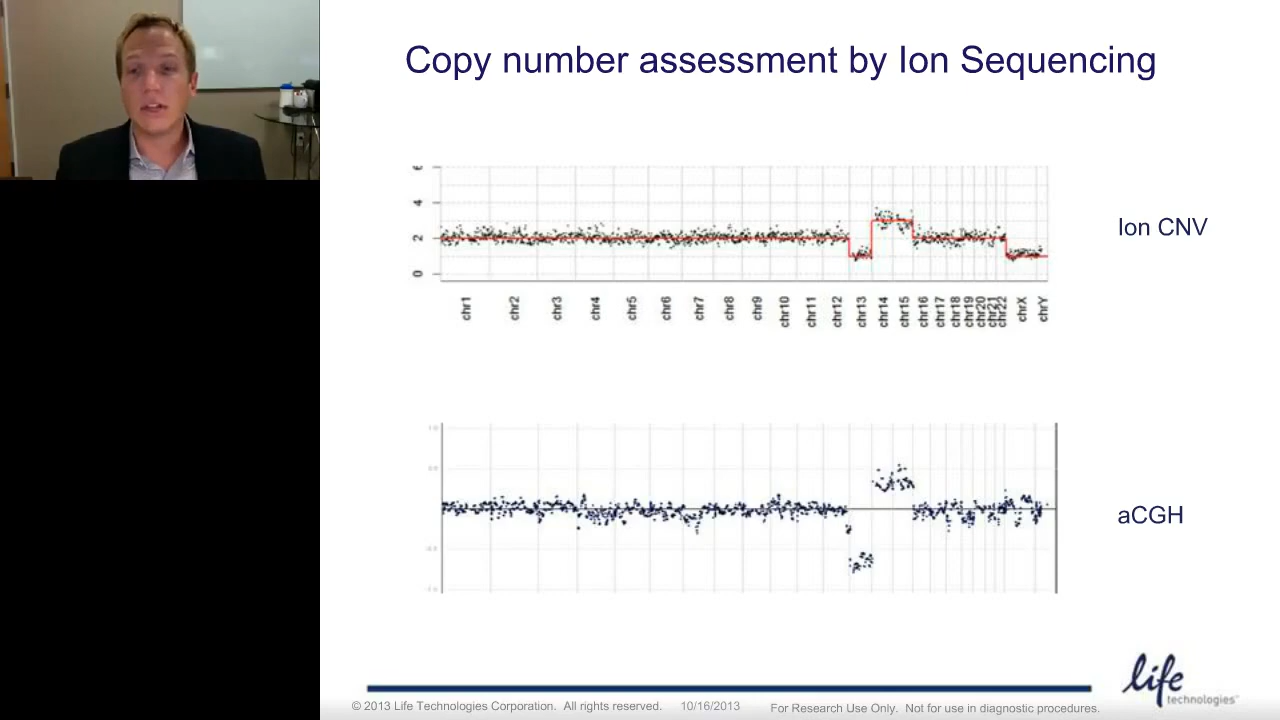 Copy number assessment by Ion Sequencing
6
4
2
0
Ion CNV
chr1 chr2 chr3 chr4 chr5 chr6 chr7 chr8 chr9 chr10 chr11 chr12 chr13 chr14 chr15 chr16 chr17 chr18 chr19 chr20 chr21 chr22 chrX chrY
aCGH
life
technologies™
© 2013 Life Technologies Corporation. All rights reserved. 10/16/2013 For Research Use Only. Not for use in diagnostic procedures.